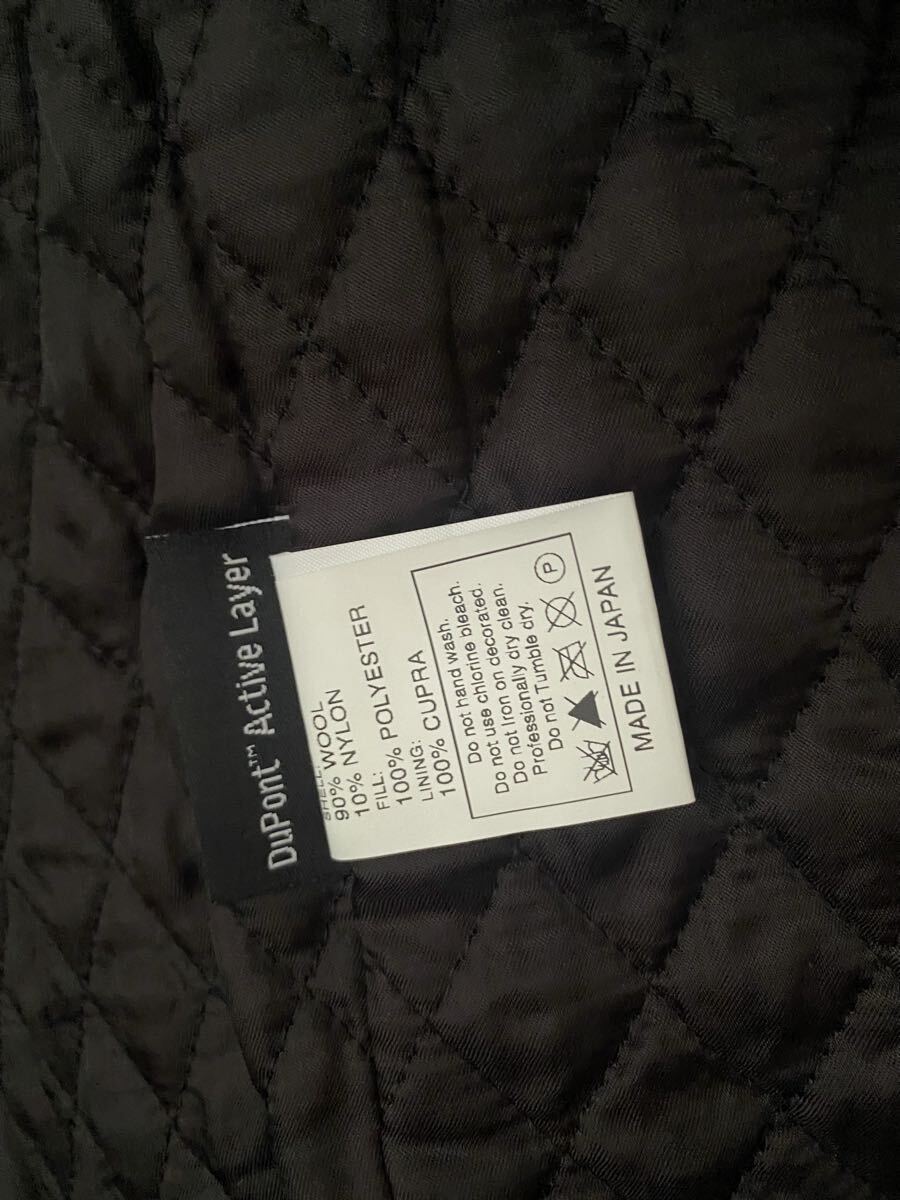 DuPont™ Active Layer
SHELL:
90% WOOL
10% NYLON
FILL:
100% POLYESTER
LINING:
100% CUPRA
Do not hand wash.
Do not use chlorine bleach.
Do not Iron on decorated.
Professionally dry clean.
Do not Tumble dry.
P
MADE IN JAPAN